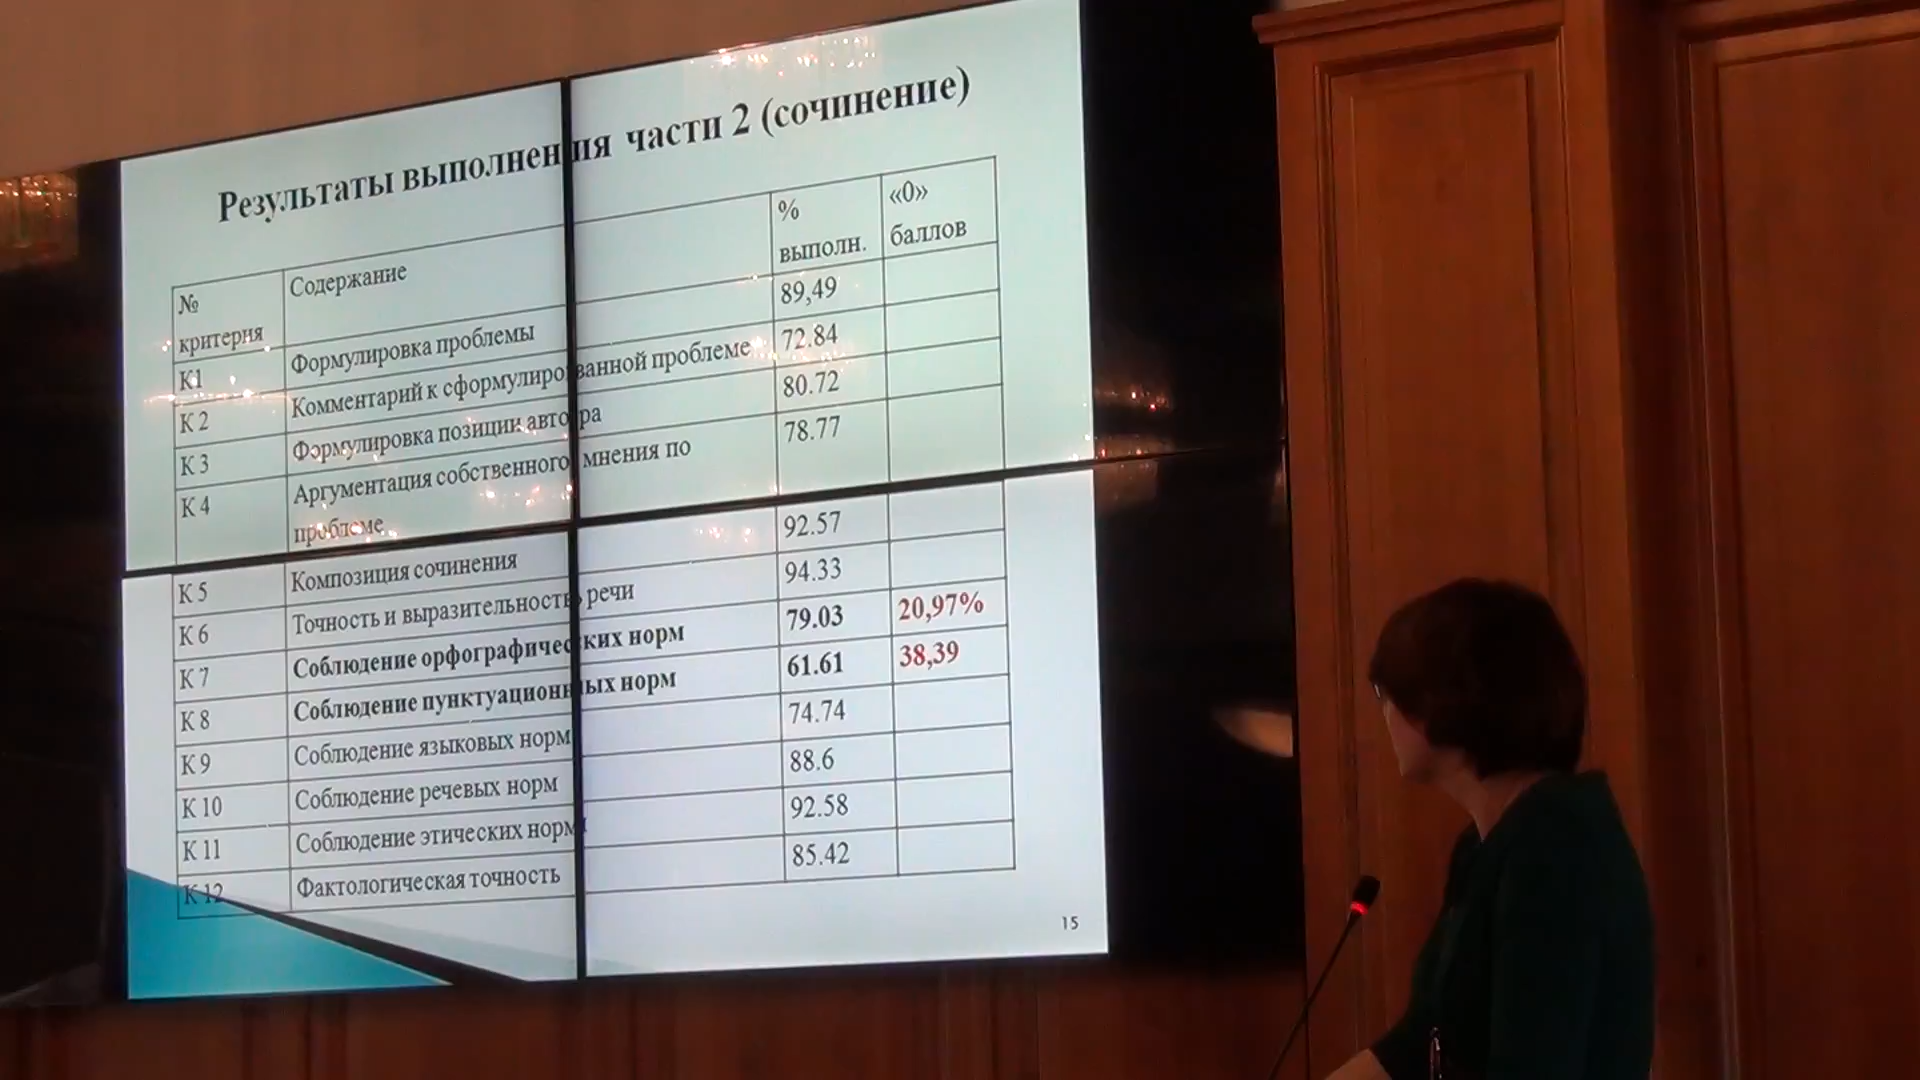 Результаты выполнения части 2 (сочинение)
№ критерия Содержание % выполн. «0» баллов
К1 Формулировка проблемы 89,49
К 2 Комментарий к сформулированной проблеме 72.84
К 3 Формулировка позиции автора 80.72
К 4 Аргументация собственного мнения по проблеме 78.77
К 5 Композиция сочинения 92.57
К 6 Точность и выразительность речи 94.33
К 7 Соблюдение орфографических норм 79.03 20,97%
К 8 Соблюдение пунктуационных норм 61.61 38,39
К 9 Соблюдение языковых норм 74.74
К 10 Соблюдение речевых норм 88.6
К 11 Соблюдение этических норм 92.58
К 12 Фактологическая точность 85.42
15